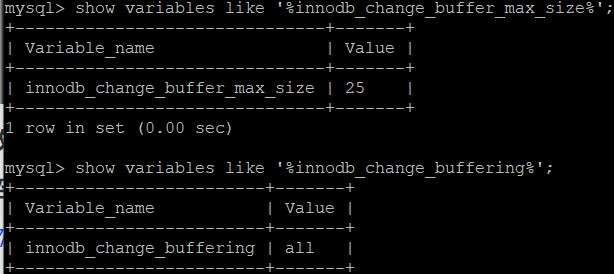 mysql> show variables like '%innodb_change_buffer_max_size%';
+-------------------------------+-------+
| Variable_name                 | Value |
+-------------------------------+-------+
| innodb_change_buffer_max_size | 25    |
+-------------------------------+-------+
1 row in set (0.00 sec)
mysql> show variables like '%innodb_change_buffering%';
+-------------------------+-------+
| Variable_name           | Value |
+-------------------------+-------+
| innodb_change_buffering | all   |
+-------------------------+-------+